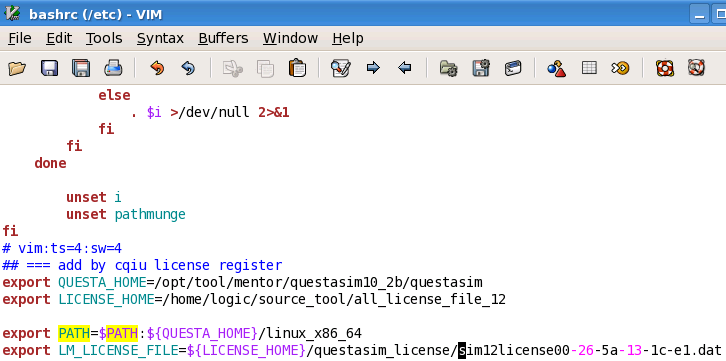 bashrc (/etc) - VIM
File Edit Tools Syntax Buffers Window Help
else
. $i >/dev/null 2>&1
fi
fi
done
unset i
unset pathmunge
fi
# vim:ts=4:sw=4
## === add by cqiu license register
export QUESTA_HOME=/opt/tool/mentor/questasim10_2b/questasim
export LICENSE_HOME=/home/logic/source_tool/all_license_file_12
export PATH=$PATH:${QUESTA_HOME}/linux_x86_64
export LM_LICENSE_FILE=${LICENSE_HOME}/questasim_license/sim12license00-26-5a-13-1c-e1.dat